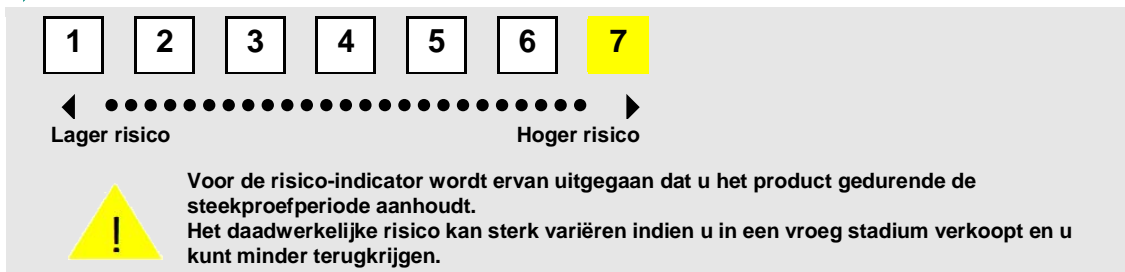 1 2 3 4 5 6 7
Lager risico Hoger risico
Voor de risico-indicator wordt ervan uitgegaan dat u het product gedurende de
steekproefperiode aanhoudt.
!
Het daadwerkelijke risico kan sterk variëren indien u in een vroeg stadium verkoopt en u
kunt minder terugkrijgen.